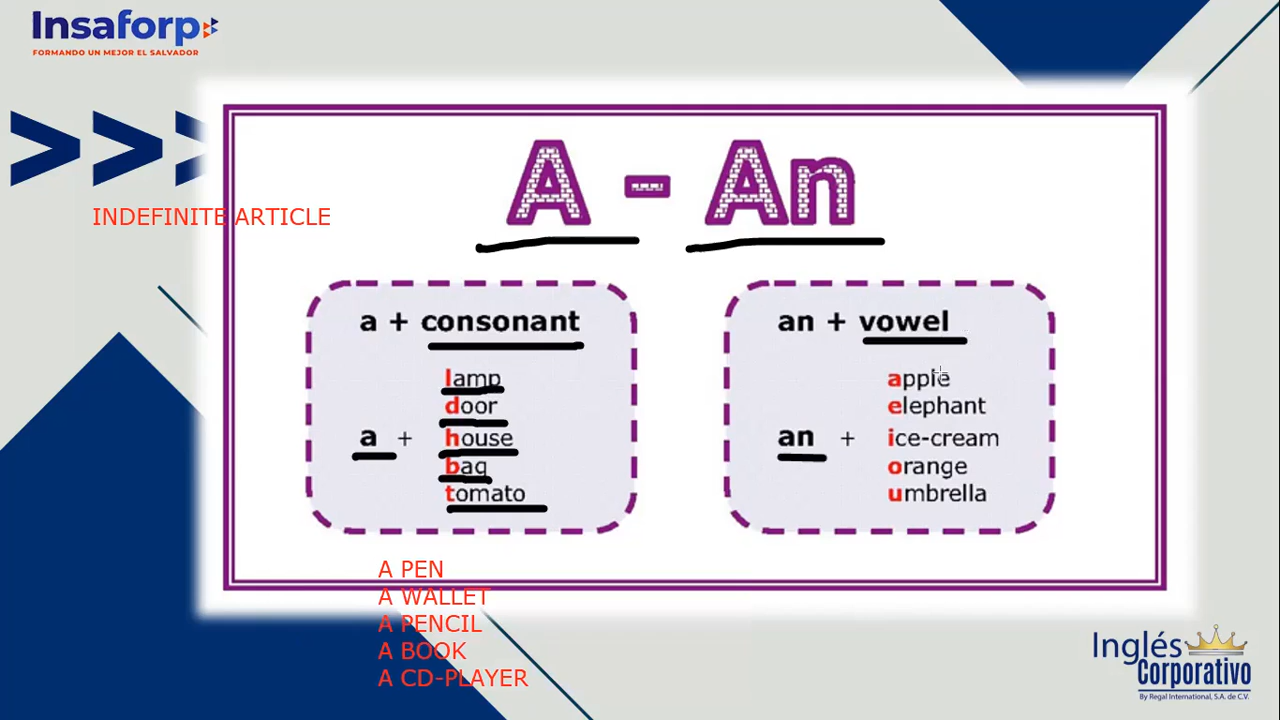 Insaforp
FORMANDO UN MEJOR EL SALVADOR
INDEFINITE ARTICLE
A - An
a + consonant
lamp
door
a + house
bag
tomato
an + vowel
apple
elephant
an + ice-cream
orange
umbrella
A PEN
A WALLET
A PENCIL
A BOOK
A CD-PLAYER
Inglés
Corporativo
By Regal International, S.A. de C.V.